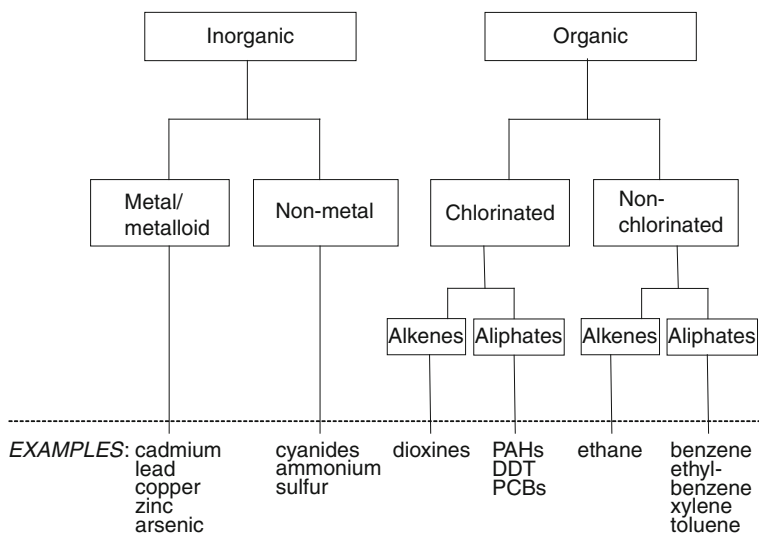 Inorganic
Organic
Metal/
metalloid
Non-metal
Chlorinated
Non-
chlorinated
Alkenes
Aliphates
Alkenes
Aliphates
EXAMPLES:
cadmium
lead
copper
zinc
arsenic
cyanides
ammonium
sulfur
dioxines
PAHs
DDT
PCBs
ethane
benzene
ethyl-
benzene
xylene
toluene